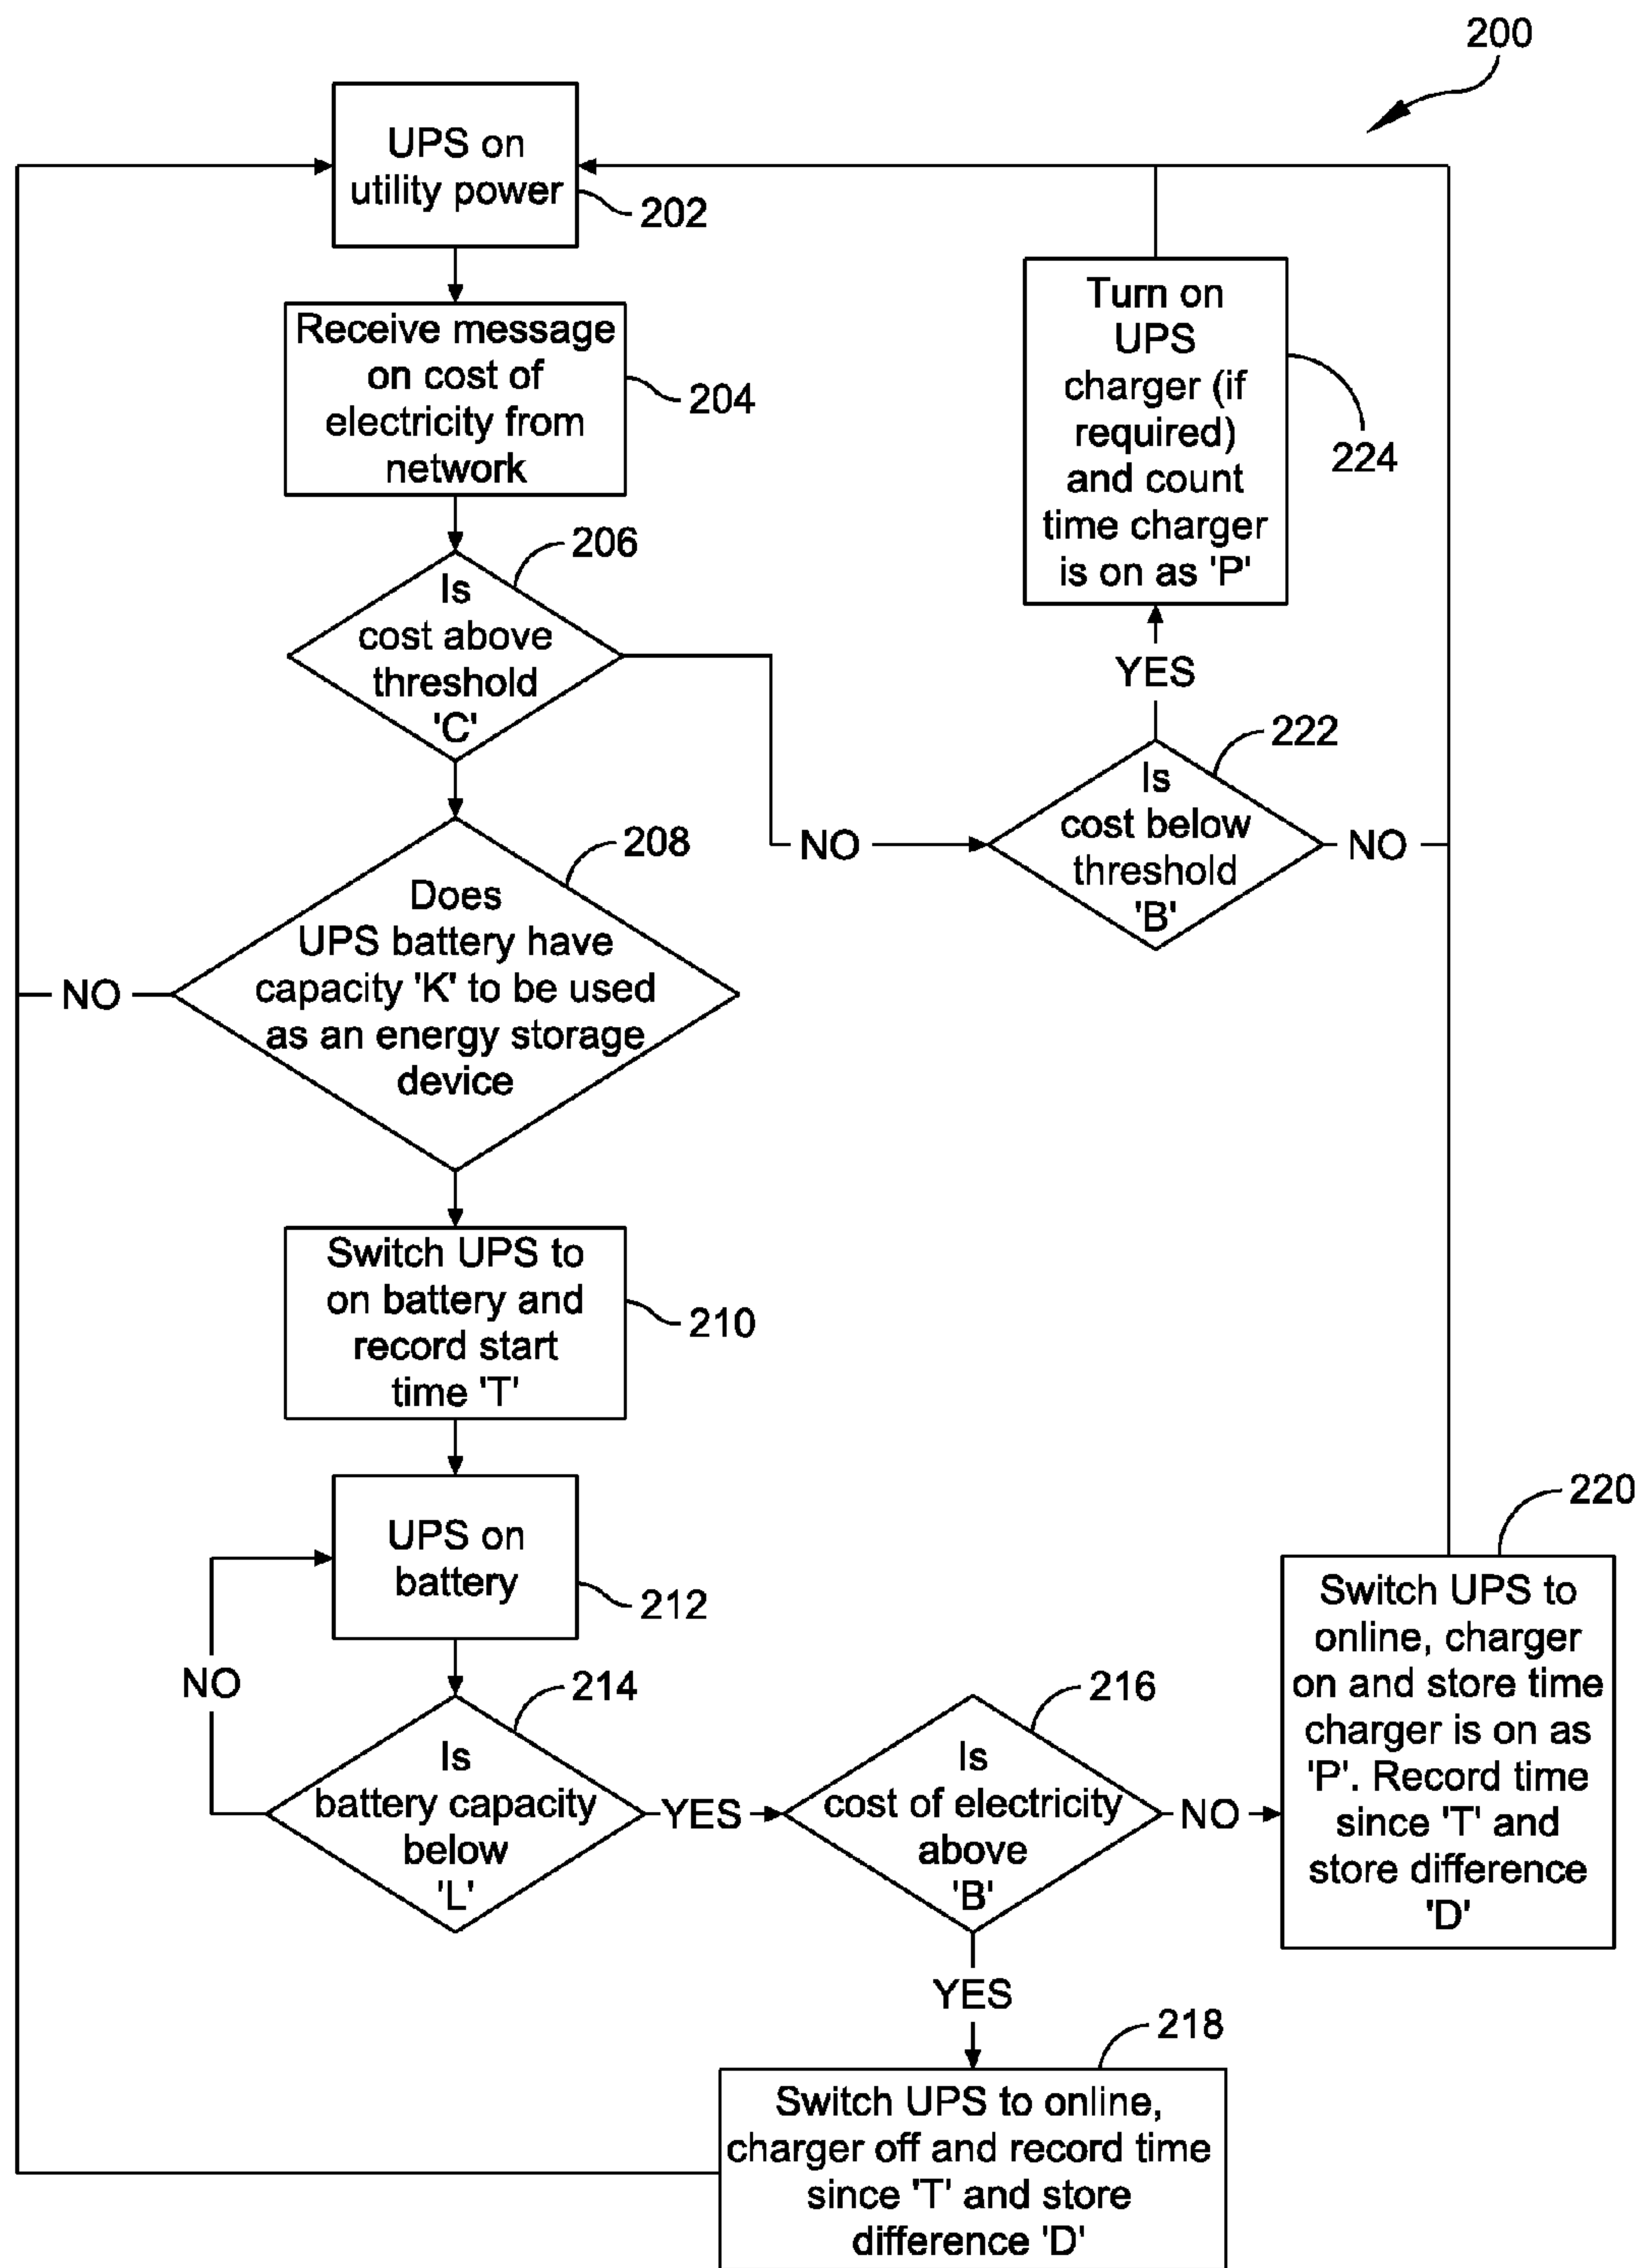 200
UPS on
utility power
202
Receive message
on cost of
electricity from
network
204
206
Is
cost above
threshold
'C'
NO
222
Is
cost below
threshold
'B'
NO
YES
Turn on
UPS
charger (if
required)
and count
time charger
is on as 'P'
224
208
Does
UPS battery have
capacity 'K' to be used
as an energy storage
device
NO
Switch UPS to
on battery and
record start
time 'T'
210
UPS on
battery
212
NO
214
Is
battery capacity
below
'L'
YES
216
Is
cost of electricity
above
'B'
NO
220
Switch UPS to
online, charger
on and store time
charger is on as
'P'. Record time
since 'T' and
store difference
'D'
YES
218
Switch UPS to online,
charger off and record time
since 'T' and store
difference 'D'